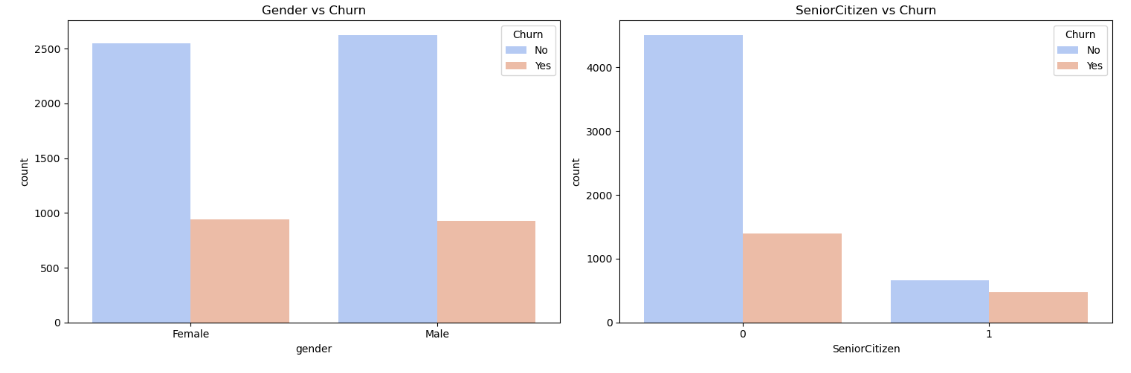 Gender vs Churn
count
2500
2000
1500
1000
500
0
Female
Male
gender
Churn
No
Yes
SeniorCitizen vs Churn
count
4000
3000
2000
1000
0
0
1
SeniorCitizen
Churn
No
Yes